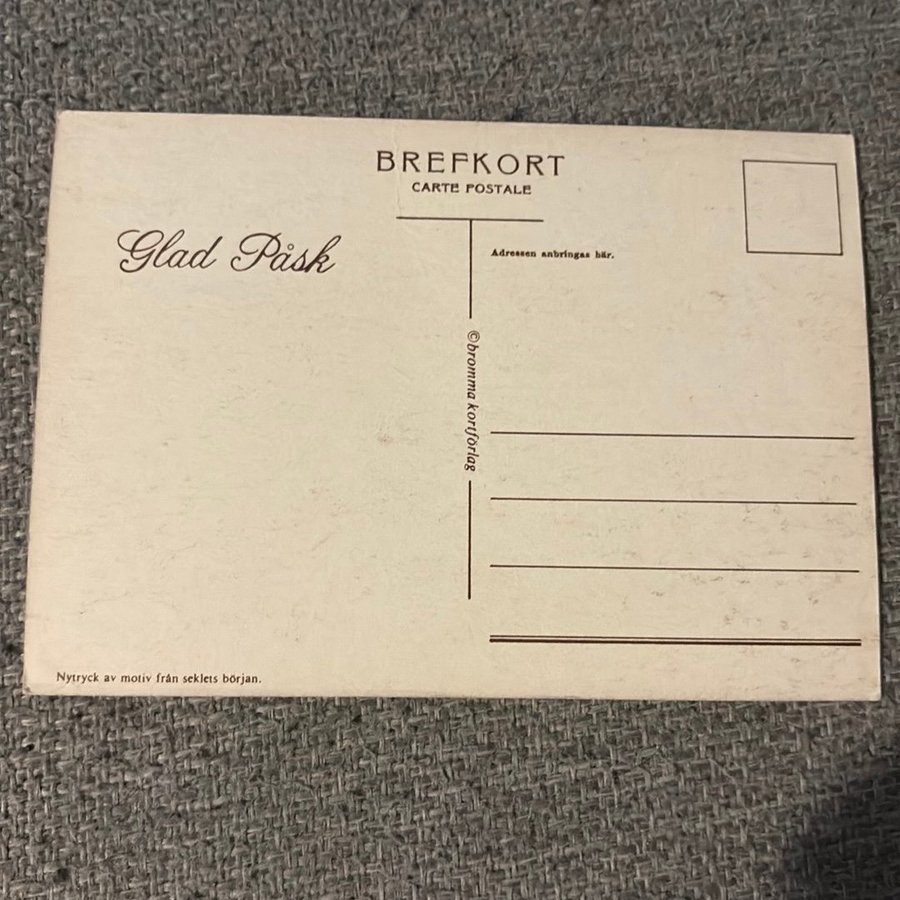 BREFKORT
CARTE POSTALE
Glad Påsk
Adressen anbringas här.
©bromma kortförlag
Nytryck av motiv från seklets början.